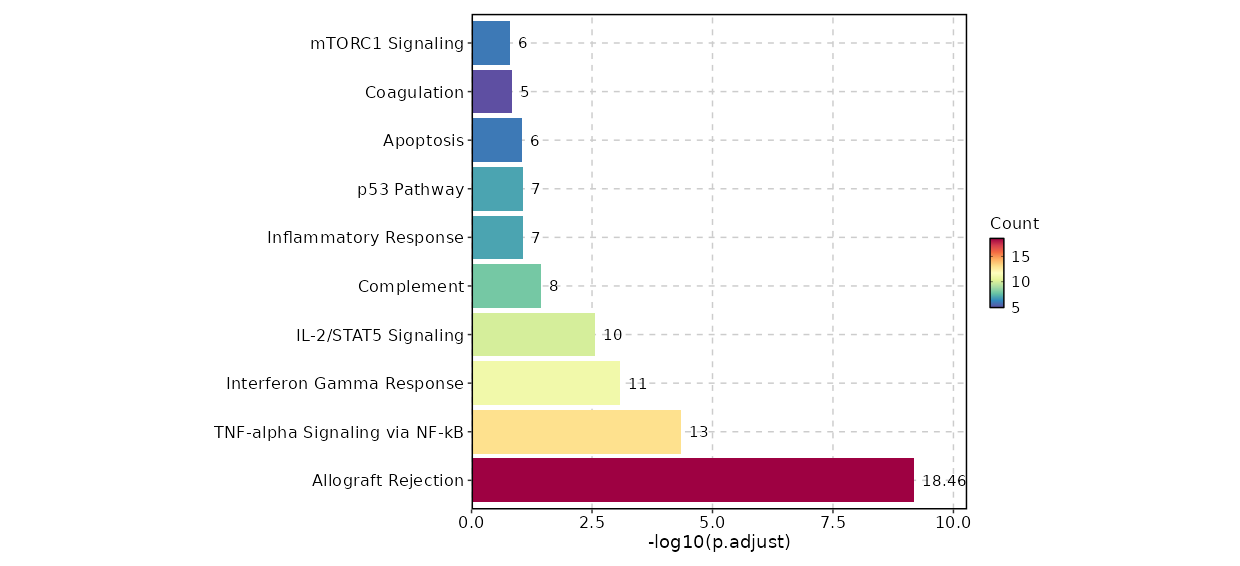 mTORC1 Signaling 6
Coagulation 5
Apoptosis 6
p53 Pathway 7
Inflammatory Response 7
Complement 8
IL-2/STAT5 Signaling 10
Interferon Gamma Response 11
TNF-alpha Signaling via NF-kB 13
Allograft Rejection 18.46
0.0 2.5 5.0 7.5 10.0
-log10(p.adjust)
Count
15
10
5